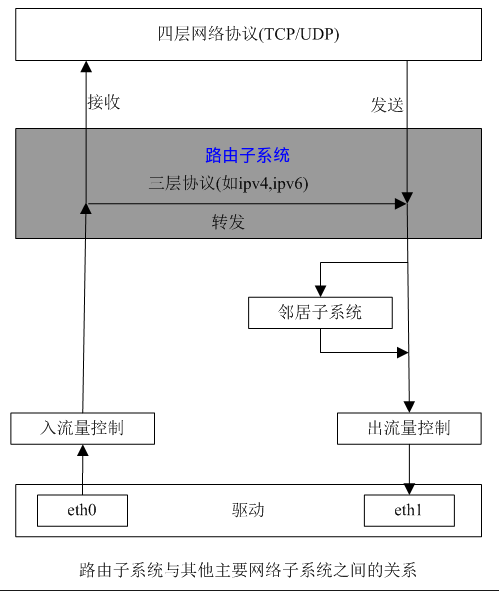 四层网络协议(TCP/UDP)
接收
发送
路由子系统
三层协议(如ipv4,ipv6)
转发
邻居子系统
入流量控制
出流量控制
eth0
驱动
eth1
路由子系统与其他主要网络子系统之间的关系